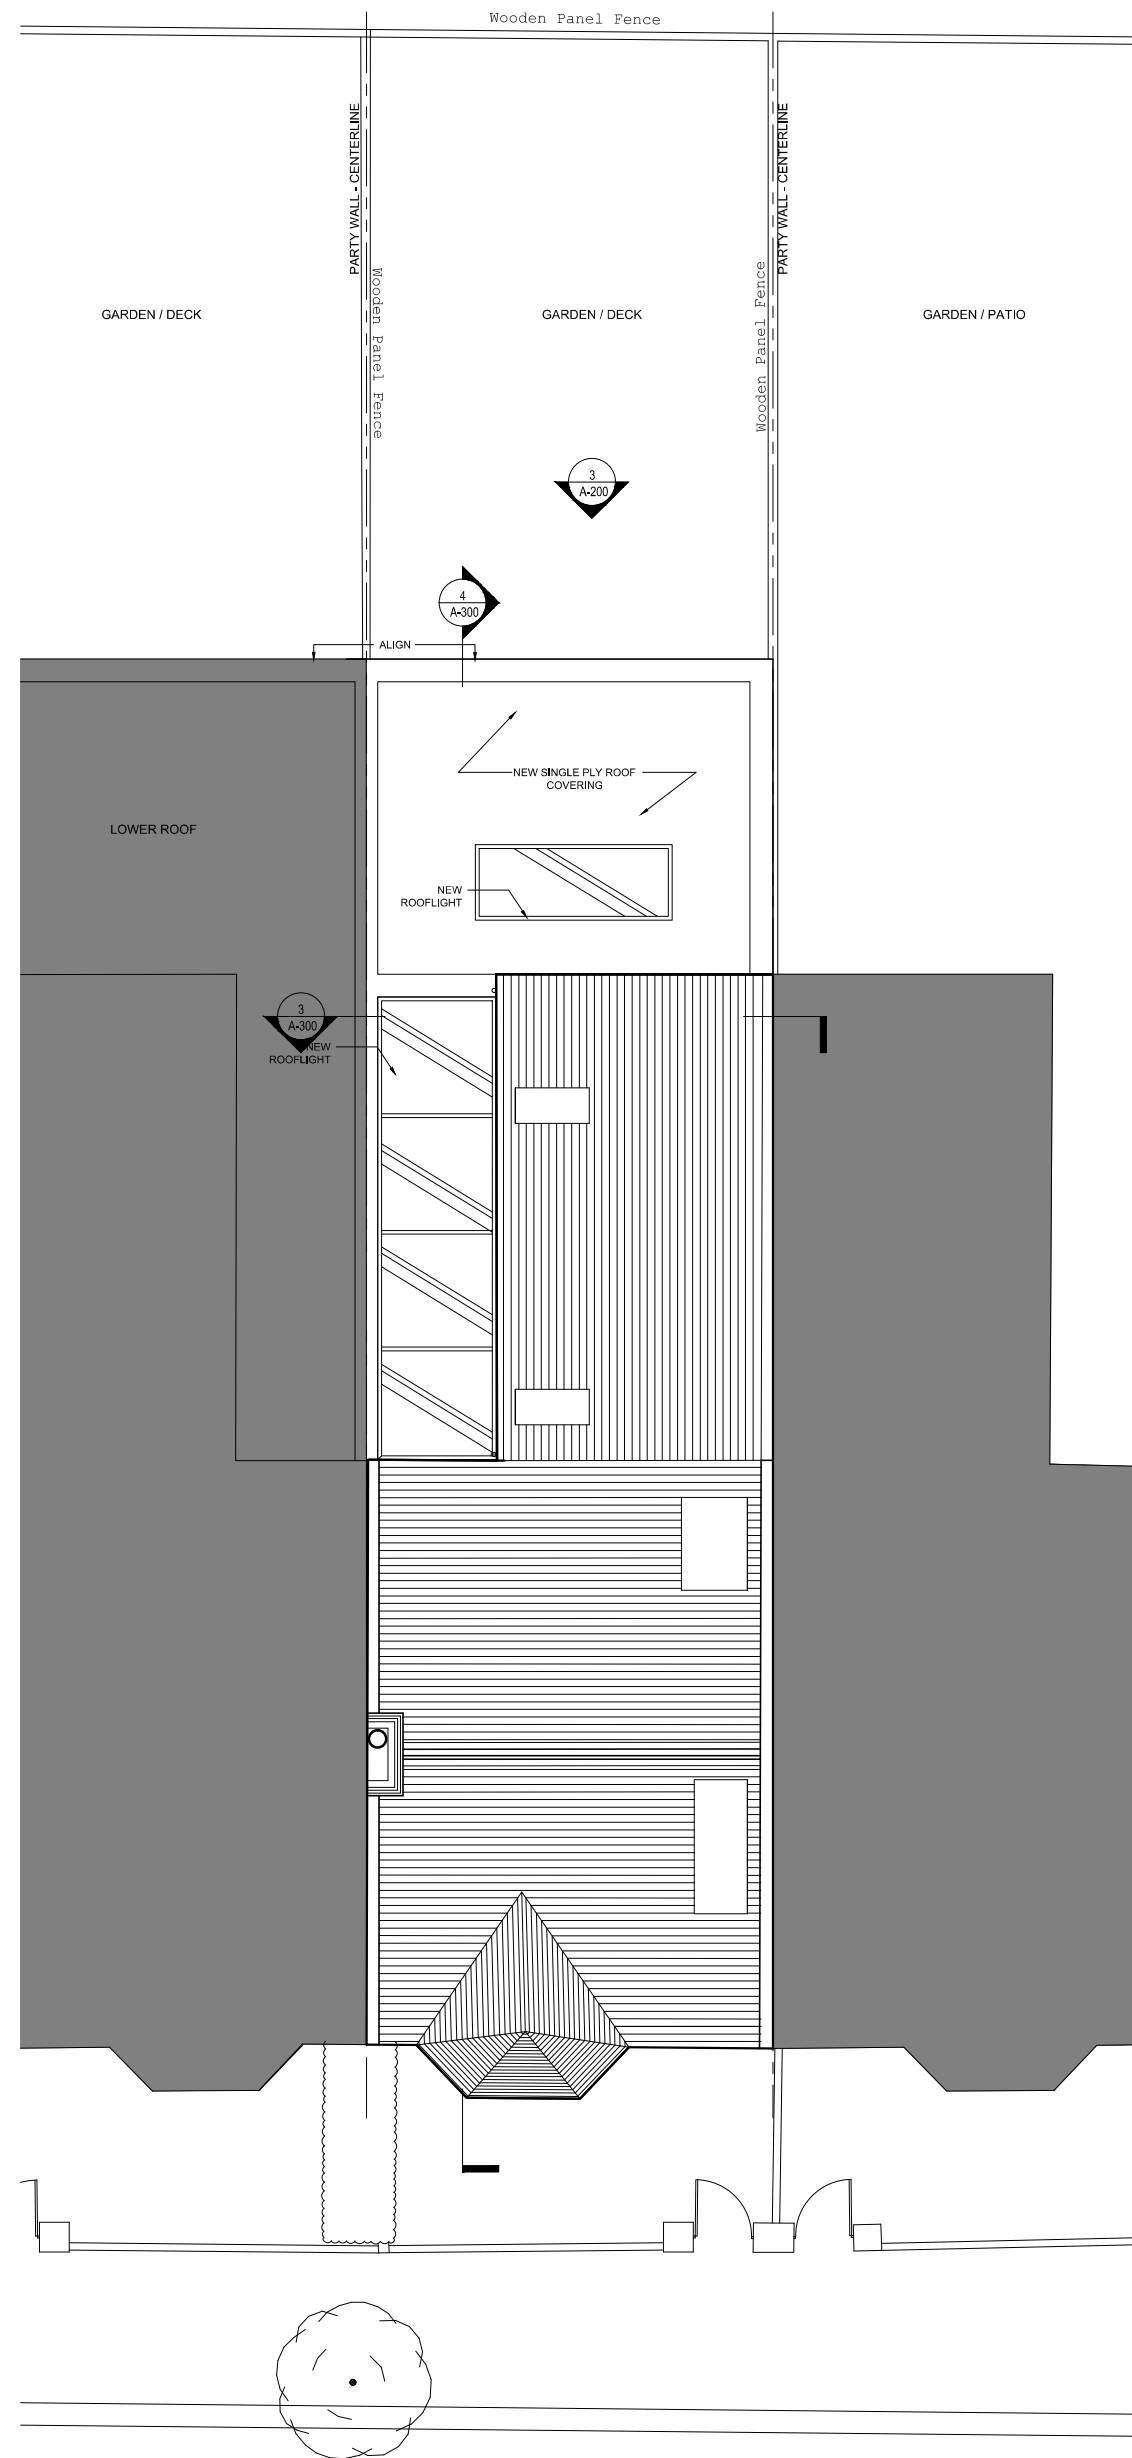 Wooden Panel Fence
PARTY WALL - CENTERLINE
PARTY WALL - CENTERLINE
Wooden Panel Fence
Wooden Panel Fence
GARDEN / DECK
GARDEN / DECK
GARDEN / PATIO
3
A-200
4
A-300
ALIGN
NEW SINGLE PLY ROOF
COVERING
LOWER ROOF
NEW
ROOFLIGHT
3
A-300
NEW
ROOFLIGHT